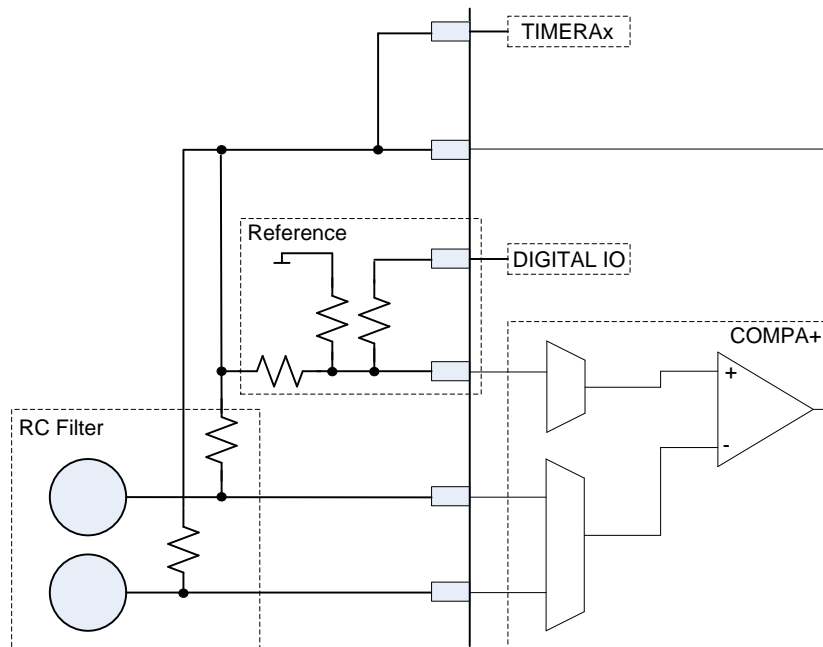 TIMERAx
Reference
DIGITAL IO
COMPA+
+
-
RC Filter